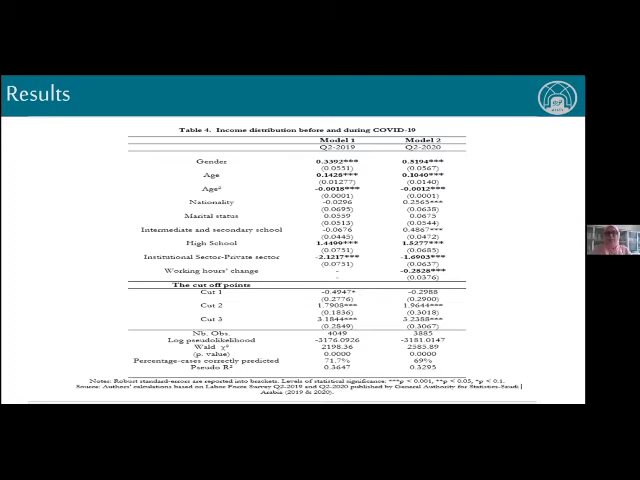 Results
Table 4. Income distribution before and during COVID-19
Model 1 Model 2
Q2-2019 Q2-2020
Gender 0.3392*** 0.5194***
(0.0551) (0.0567)
Age 0.1428*** 0.1040***
(0.01277) (0.0140)
Age² -0.0018*** -0.0012***
(0.0001) (0.0001)
Nationality -0.0296 0.2565***
(0.0695) (0.0638)
Marital status 0.0559 0.0675
(0.0513) (0.0544)
Intermediate and secondary school -0.0676 0.4867***
(0.0445) (0.0472)
High School 1.4499*** 1.5277***
(0.0751) (0.0685)
Institutional Sector-Private sector -2.1217*** -1.6903***
(0.0751) (0.0637)
Working hours' change - -0.2828***
- (0.0376)
The cut off points
Cut 1 -0.4947* -0.2988
(0.2776) (0.2900)
Cut 2 1.7908*** 1.9644***
(0.1836) (0.3018)
Cut 3 3.1844*** 3.2388***
(0.2849) (0.3067)
Nb. Obs. 4049 3885
Log pseudolikelihood -3176.0926 -3181.0147
Wald χ² 2198.36 2585.89
(p. value) 0.0000 0.0000
Percentage-cases correctly predicted 71.7% 69%
Pseudo R² 0.3647 0.3295
Notes: Robust standard-errors are reported into brackets. Levels of statistical significance: ***p < 0.001, **p < 0.05, *p < 0.1.
Source: Authors' calculations based on Labor Force Survey Q2-2019 and Q2-2020 published by General Authority for Statistics-Saudi
Arabia (2019 & 2020).